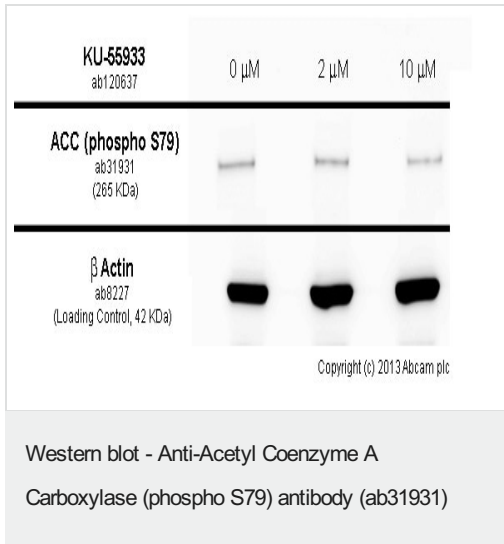 KU-55933
ab120637
0 µM 2 µM 10 µM
ACC (phospho S79)
ab31931
(265 KDa)
β Actin
ab8227
(Loading Control, 42 KDa)
Copyright (c) 2013 Abcam plc
Western blot - Anti-Acetyl Coenzyme A
Carboxylase (phospho S79) antibody (ab31931)